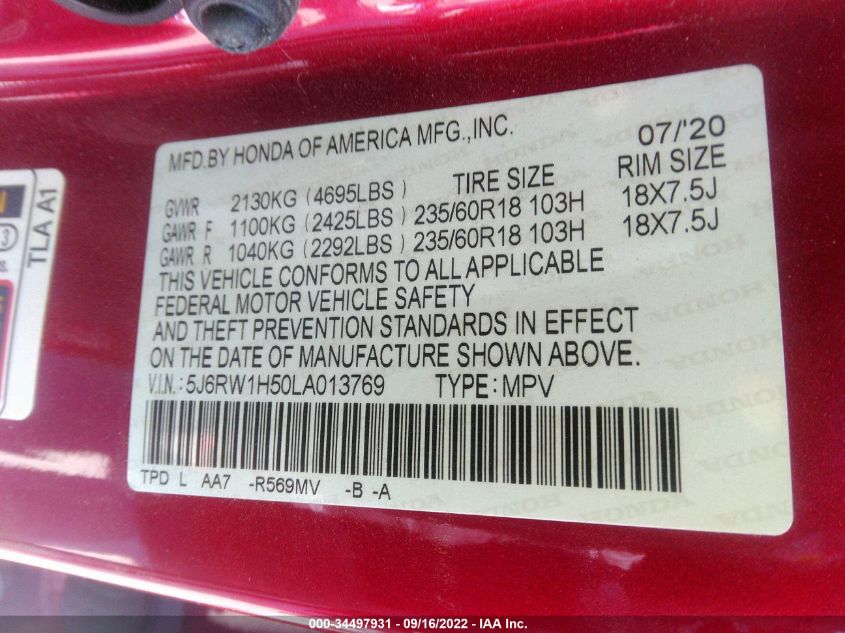 MFD.BY HONDA OF AMERICA MFG.,INC. 07/'20
TIRE SIZE RIM SIZE
GVWR 2130KG (4695LBS)
GAWR F 1100KG (2425LBS) 235/60R18 103H 18X7.5J
GAWR R 1040KG (2292LBS) 235/60R18 103H 18X7.5J
THIS VEHICLE CONFORMS TO ALL APPLICABLE
FEDERAL MOTOR VEHICLE SAFETY
AND THEFT PREVENTION STANDARDS IN EFFECT
ON THE DATE OF MANUFACTURE SHOWN ABOVE.
V.I.N.: 5J6RW1H50LA013769 TYPE: MPV
TPD L AA7 -R569MV -B -A
TLA A1
3
000-34497931 - 09/16/2022 - IAA Inc.